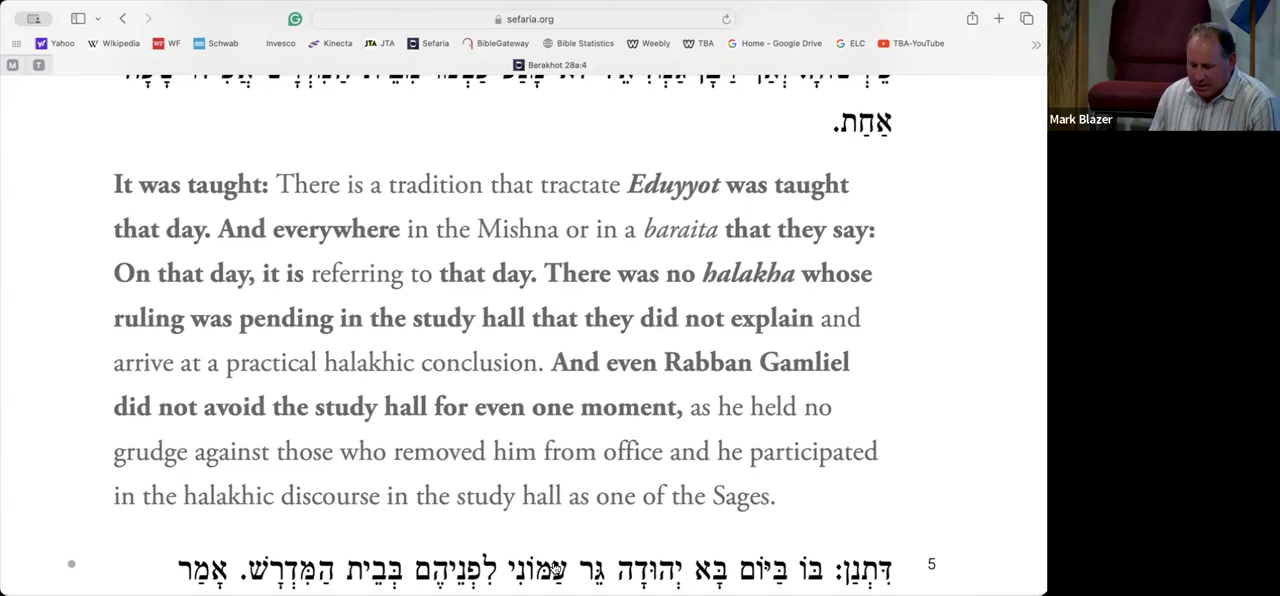 sefaria.org
Yahoo Wikipedia WF Schwab Invesco Kinecta JTA JTA Sefaria BibleGateway Bible Statistics Weebly TBA Home - Google Drive ELC TBA-YouTube
M T Berakhot 28a:4
אַחַת.
It was taught: There is a tradition that tractate Eduyyot was taught
that day. And everywhere in the Mishna or in a baraita that they say:
On that day, it is referring to that day. There was no halakha whose
ruling was pending in the study hall that they did not explain and
arrive at a practical halakhic conclusion. And even Rabban Gamliel
did not avoid the study hall for even one moment, as he held no
grudge against those who removed him from office and he participated
in the halakhic discourse in the study hall as one of the Sages.
5
דִּתְנַן: בּוֹ בַּיּוֹם בָּא יְהוּדָה גֵּר עַמּוֹנִי לִפְנֵיהֶם בְּבֵית הַמִּדְרָשׁ. אָמַר
Mark Blazer